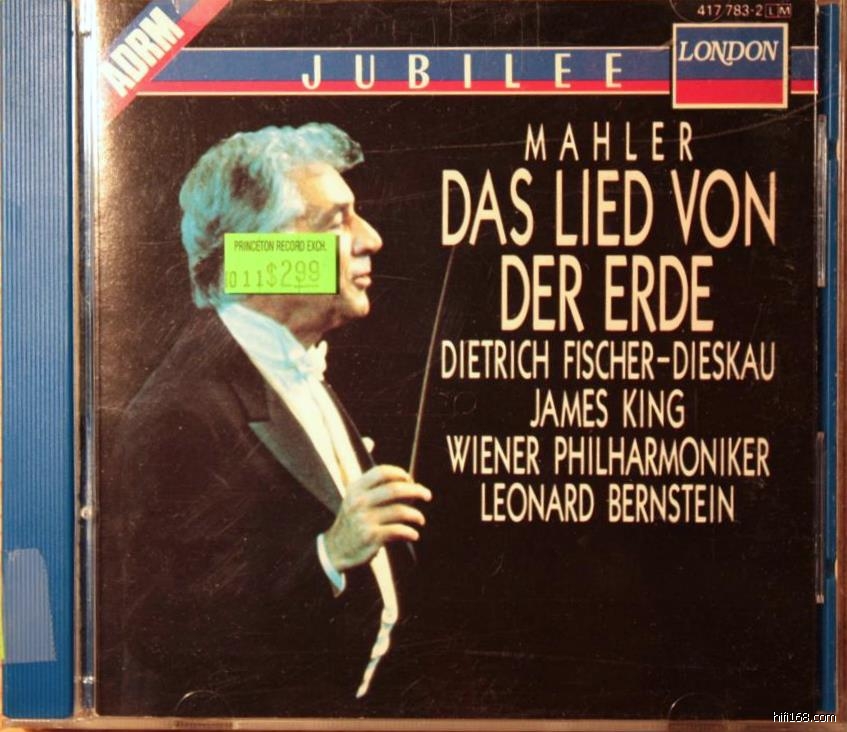 417 783-2 LM
ADRM
JUBILEE
LONDON
MAHLER
DAS LIED VON
DER ERDE
DIETRICH FISCHER-DIESKAU
JAMES KING
WIENER PHILHARMONIKER
LEONARD BERNSTEIN
PRINCETON RECORD EXCH.
011 $2.99
hifi168.com